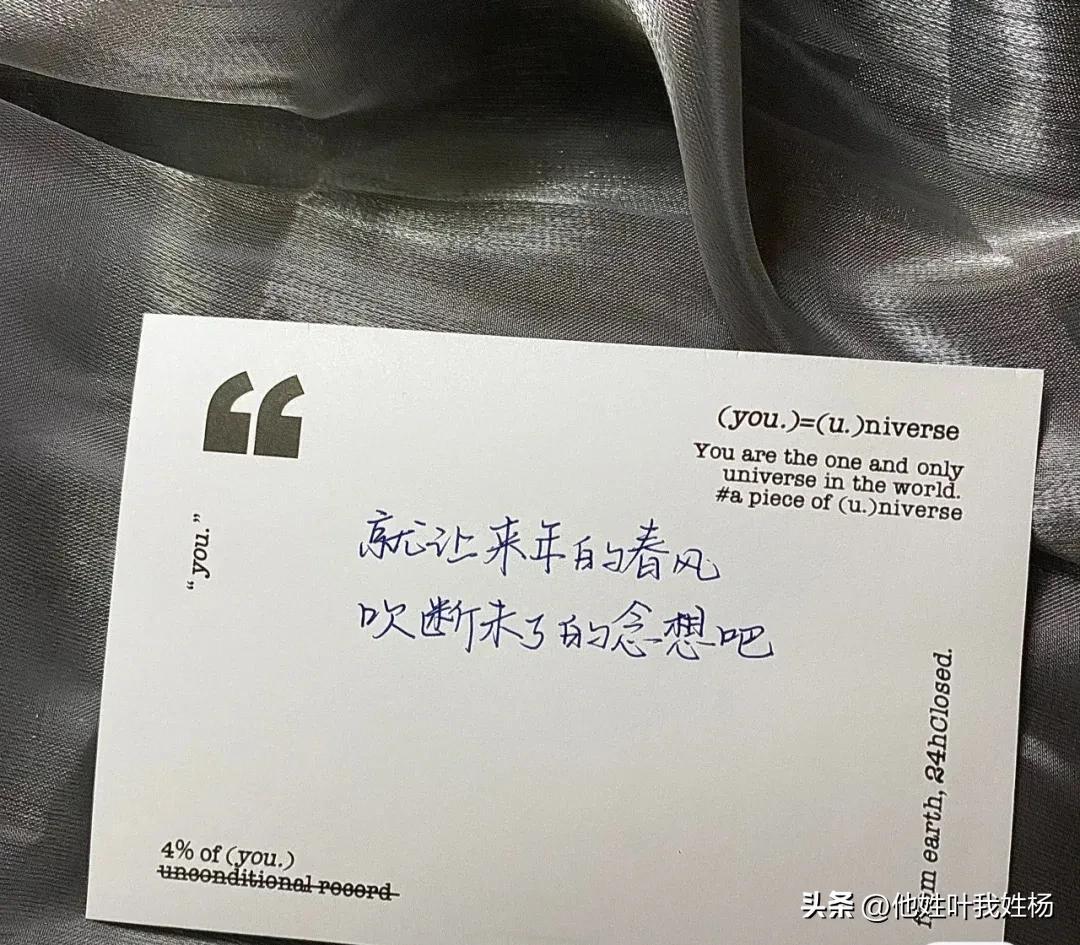 (you.)=(u.)niverse
You are the one and only
universe in the world.
#a piece of (u.)niverse
“you.”
就让来年的春风
吹断未了的念想吧
from earth, 24hClosed.
4% of (you.)
unconditional record
头条 @他姓叶我姓杨